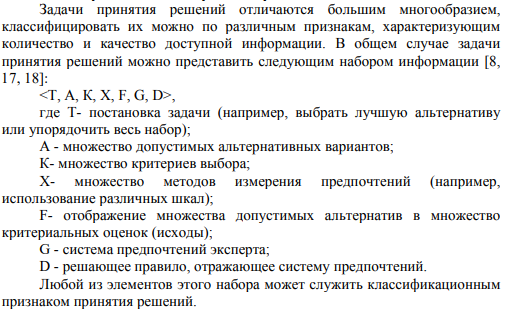 Задачи принятия решений отличаются большим многообразием,
классифицировать их можно по различным признакам, характеризующим
количество и качество доступной информации. В общем случае задачи
принятия решений можно представить следующим набором информации [8,
17, 18]:
<T, A, K, X, F, G, D>,
где T- постановка задачи (например, выбрать лучшую альтернативу
или упорядочить весь набор);
A - множество допустимых альтернативных вариантов;
K- множество критериев выбора;
X- множество методов измерения предпочтений (например,
использование различных шкал);
F- отображение множества допустимых альтернатив в множество
критериальных оценок (исходы);
G - система предпочтений эксперта;
D - решающее правило, отражающее систему предпочтений.
Любой из элементов этого набора может служить классификационным
признаком принятия решений.